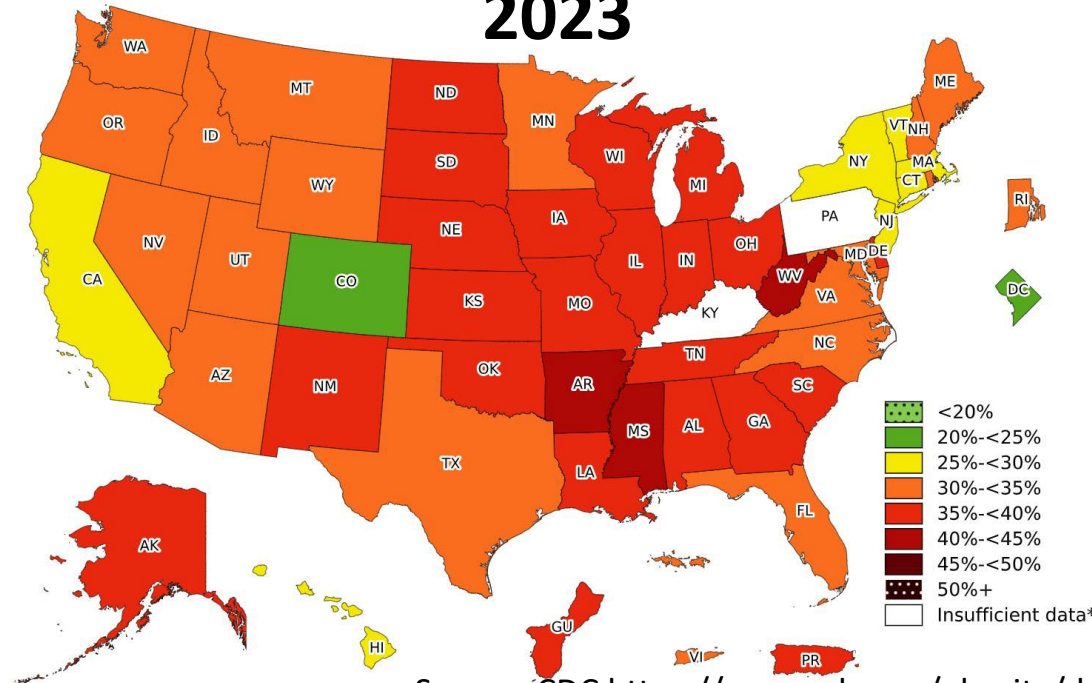 2023
WA
MT
ND
MN
ME
OR
ID
SD
WI
MI
VT
NH
NY
MA
CT
WY
NE
IA
PA
NJ
RI
NV
UT
CO
CA
KS
MO
IL
IN
OH
MD
DE
WV
VA
DC
KY
AZ
NM
OK
AR
TN
NC
SC
MS
AL
GA
TX
LA
FL
AK
HI
GU
VI
PR
<20%
20%-<25%
25%-<30%
30%-<35%
35%-<40%
40%-<45%
45%-<50%
50%+
Insufficient data*